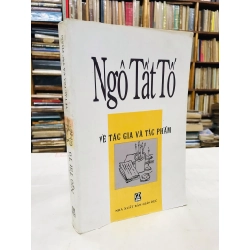 Ngô Tất Tố
VỀ TÁC GIA VÀ TÁC PHẨM
NHÀ XUẤT BẢN GIÁO DỤC